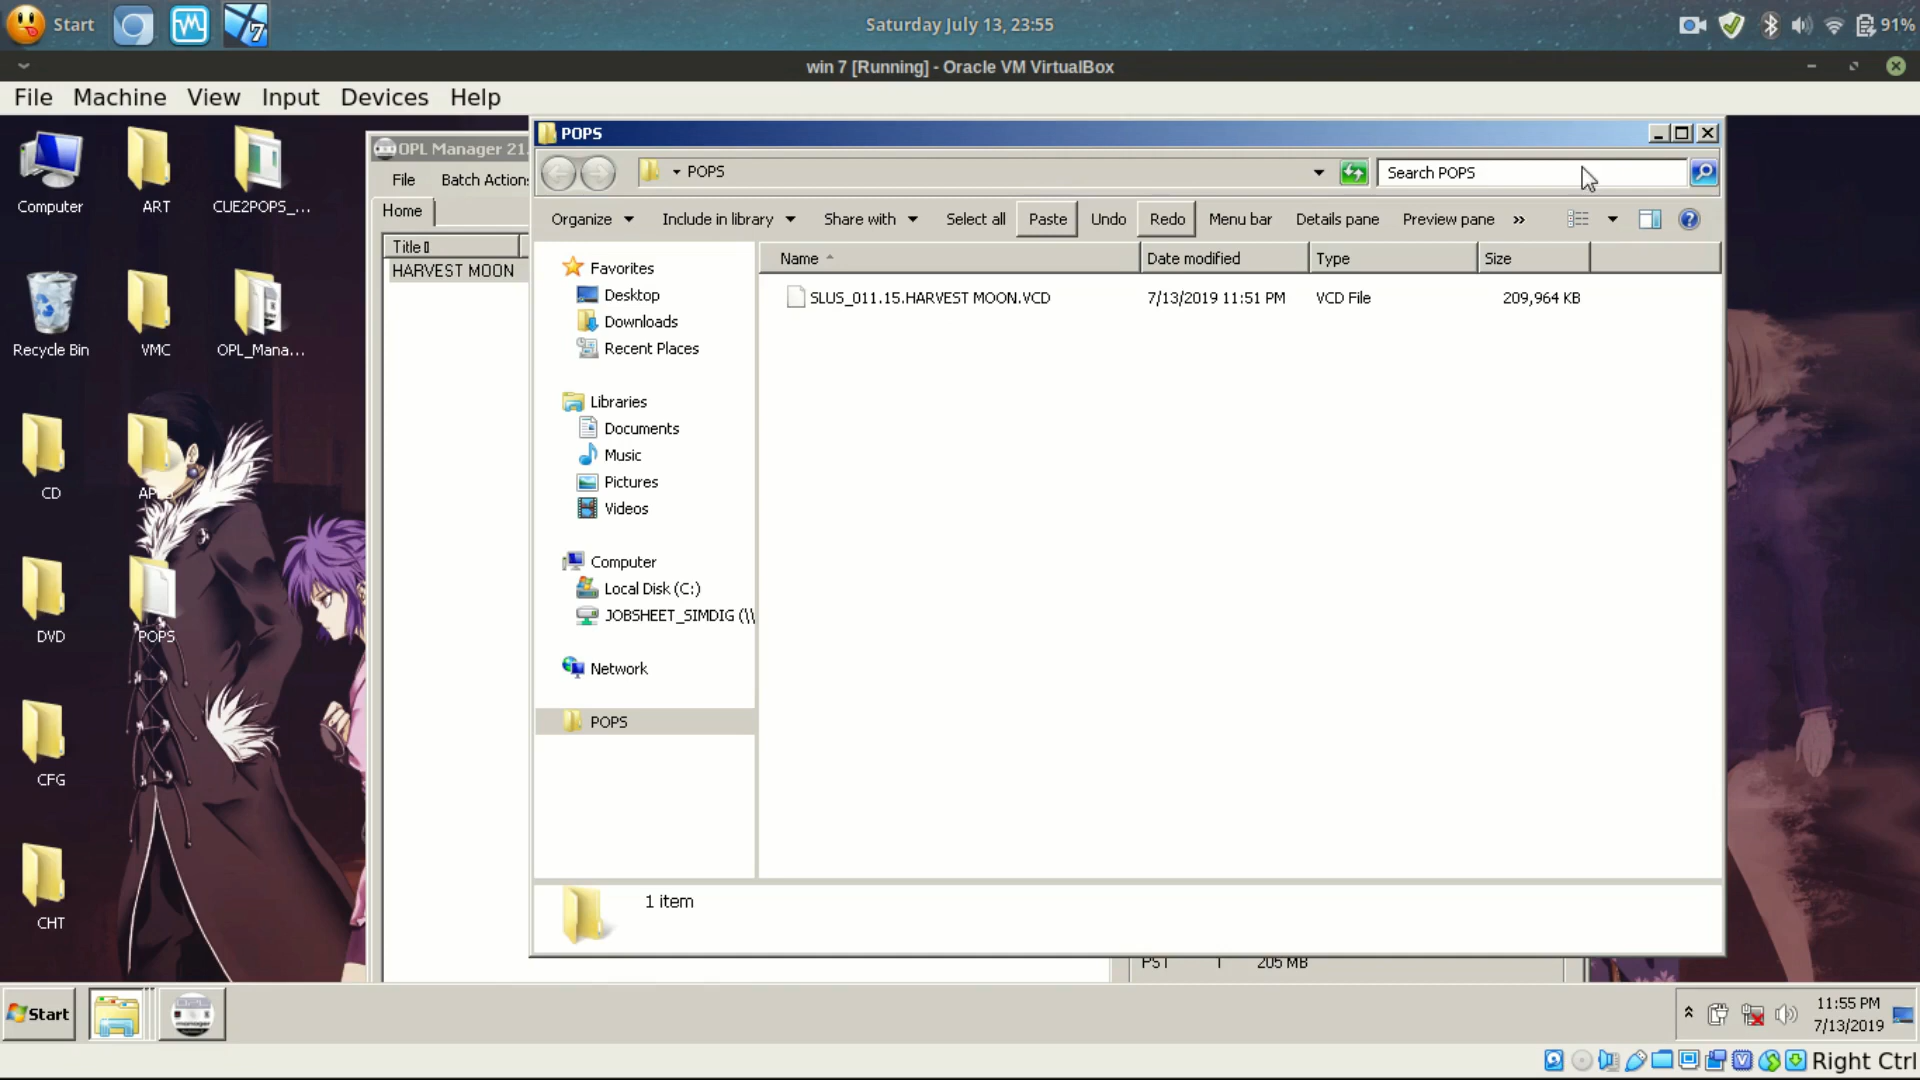 Start
7
Saturday July 13, 23:55
91%
win 7 [Running] - Oracle VM VirtualBox
File Machine View Input Devices Help
Computer
ART
CUE2POPS_...
Recycle Bin
VMC
OPL_Mana...
CD
DVD
POPS
CFG
CHT
OPL Manager 21.
File Batch Action
Home
Title
HARVEST MOON
POPS
POPS
Search POPS
Organize Include in library Share with Select all Paste Undo Redo Menu bar Details pane Preview pane »
Name Date modified Type Size
SLUS_011.15.HARVEST MOON.VCD 7/13/2019 11:51 PM VCD File 209,964 KB
Favorites
Desktop
Downloads
Recent Places
Libraries
Documents
Music
Pictures
Videos
Computer
Local Disk (C:)
JOBSHEET_SIMDIG (\\
Network
POPS
1 item
PS1 1 205 MB
Start
OPL
manager
11:55 PM
7/13/2019
Right Ctrl